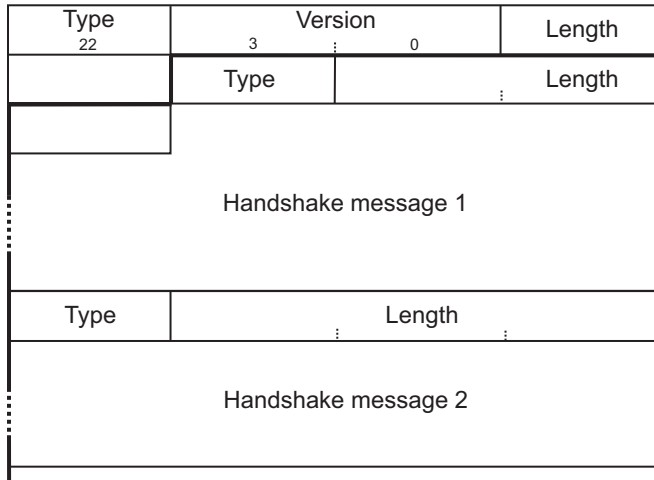 Type Version Length
22 3 0
Type Length
Handshake message 1
Type Length
Handshake message 2